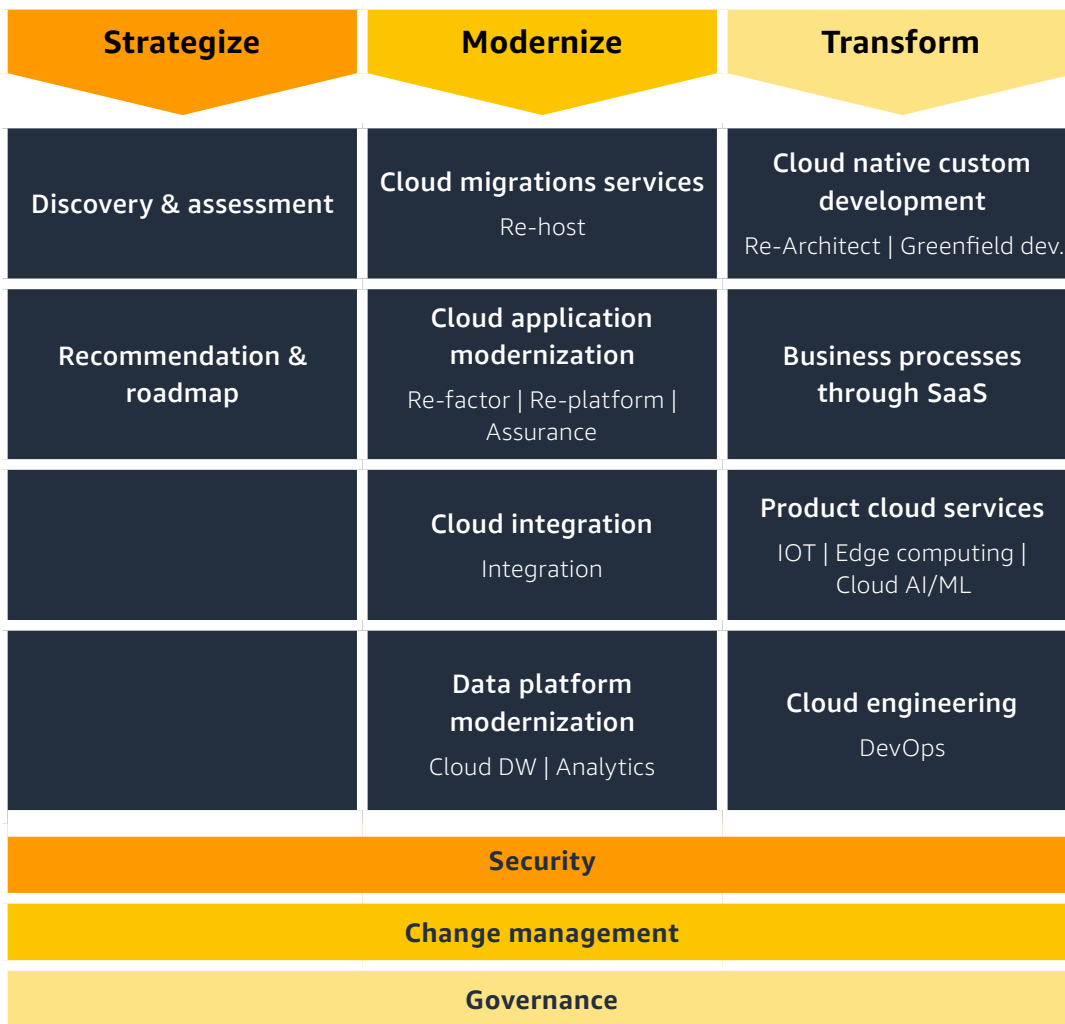 Strategize
Modernize
Transform
Discovery & assessment
Cloud migrations services
Re-host
Cloud native custom
development
Re-Architect | Greenfield dev.
Recommendation &
roadmap
Cloud application
modernization
Re-factor | Re-platform |
Assurance
Business processes
through SaaS
Cloud integration
Integration
Product cloud services
IOT | Edge computing |
Cloud AI/ML
Data platform
modernization
Cloud DW | Analytics
Cloud engineering
DevOps
Security
Change management
Governance